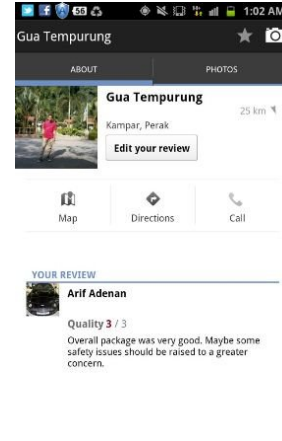 1:02 AM
Gua Tempurung
ABOUT PHOTOS
Gua Tempurung
25 km
Kampar, Perak
Edit your review
Map Directions Call
YOUR REVIEW
Arif Adenan
Quality 3 / 3
Overall package was very good. Maybe some
safety issues should be raised to a greater
concern.